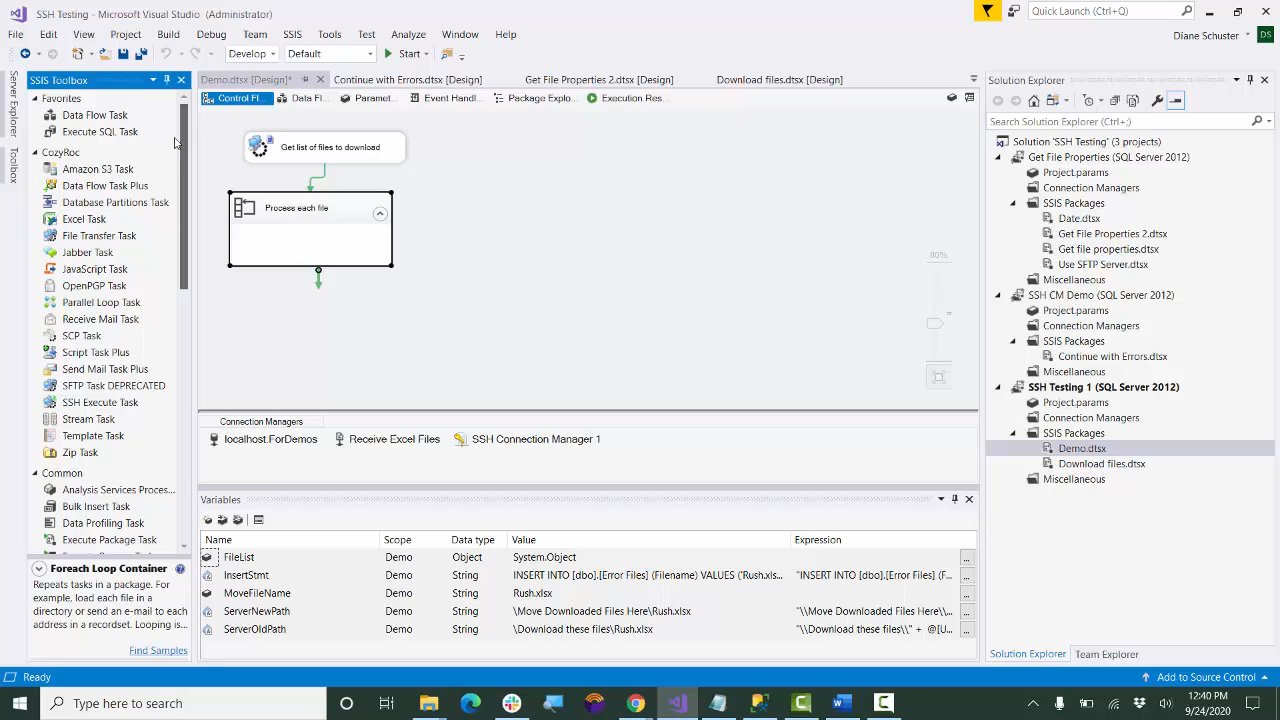 SSH Testing - Microsoft Visual Studio (Administrator)
Quick Launch (Ctrl+Q)
File Edit View Project Build Debug Team SSIS Tools Test Analyze Window Help
Diane Schuster DS
Develop Default Start
Server Explorer
Toolbox
SSIS Toolbox
Favorites
Data Flow Task
Execute SQL Task
CozyRoc
Amazon S3 Task
Data Flow Task Plus
Database Partitions Task
Excel Task
File Transfer Task
Jabber Task
JavaScript Task
OpenPGP Task
Parallel Loop Task
Receive Mail Task
SCP Task
Script Task Plus
Send Mail Task Plus
SFTP Task DEPRECATED
SSH Execute Task
Stream Task
Template Task
Zip Task
Common
Analysis Services Proces...
Bulk Insert Task
Data Profiling Task
Execute Package Task
Foreach Loop Container
Repeats tasks in a package. For
example, load each file in a
directory or send an e-mail to each
address in a recordset. Looping is...
Find Samples
Demo.dtsx [Design]* Continue with Errors.dtsx [Design] Get File Properties 2.dtsx [Design] Download files.dtsx [Design]
Control Fl... Data Fl... Paramet... Event Handl... Package Explo... Execution Res...
Get list of files to download
Process each file
80%
Connection Managers
localhost.ForDemos Receive Excel Files SSH Connection Manager 1
Variables
Name Scope Data type Value Expression
FileList Demo Object System.Object ...
InsertStmt Demo String INSERT INTO [dbo].[Error Files] (Filename) VALUES ('Rush.xls... "INSERT INTO [dbo].[Error Files] (F... ...
MoveFileName Demo String Rush.xlsx ...
ServerNewPath Demo String \Move Downloaded Files Here\Rush.xlsx "\\Move Downloaded Files Here\\... ...
ServerOldPath Demo String \Download these files\Rush.xlsx "\\Download these files\\" + @[U... ...
Solution Explorer
Search Solution Explorer (Ctrl+;)
Solution 'SSH Testing' (3 projects)
Get File Properties (SQL Server 2012)
Project.params
Connection Managers
SSIS Packages
Date.dtsx
Get File Properties 2.dtsx
Get file properties.dtsx
Use SFTP Server.dtsx
Miscellaneous
SSH CM Demo (SQL Server 2012)
Project.params
Connection Managers
SSIS Packages
Continue with Errors.dtsx
Miscellaneous
SSH Testing 1 (SQL Server 2012)
Project.params
Connection Managers
SSIS Packages
Demo.dtsx
Download files.dtsx
Miscellaneous
Solution Explorer Team Explorer
Ready
Add to Source Control
Type here to search
12:40 PM
9/24/2020